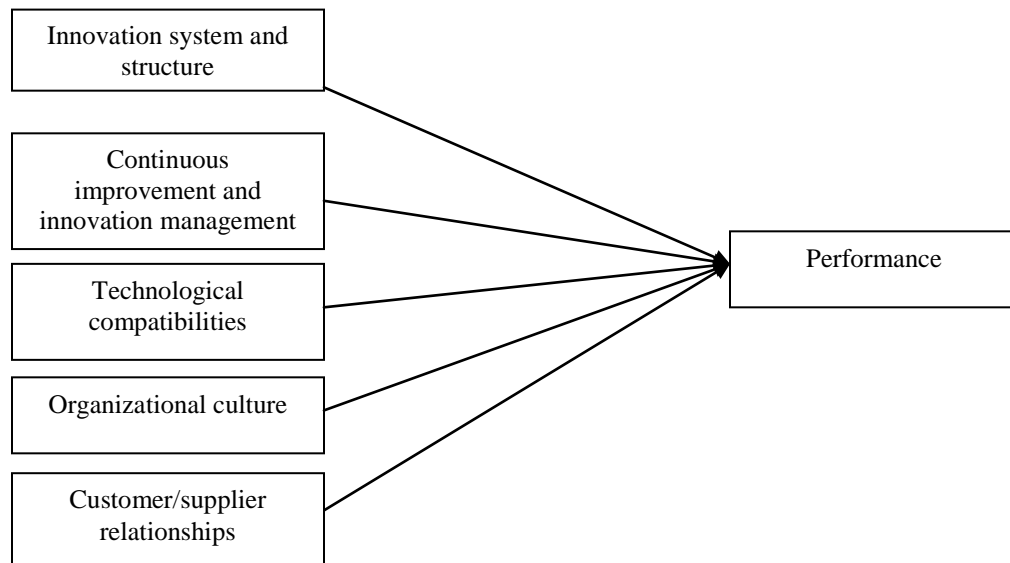 Innovation system and
structure
Continuous
improvement and
innovation management
Technological
compatibilities
Organizational culture
Customer/supplier
relationships
Performance